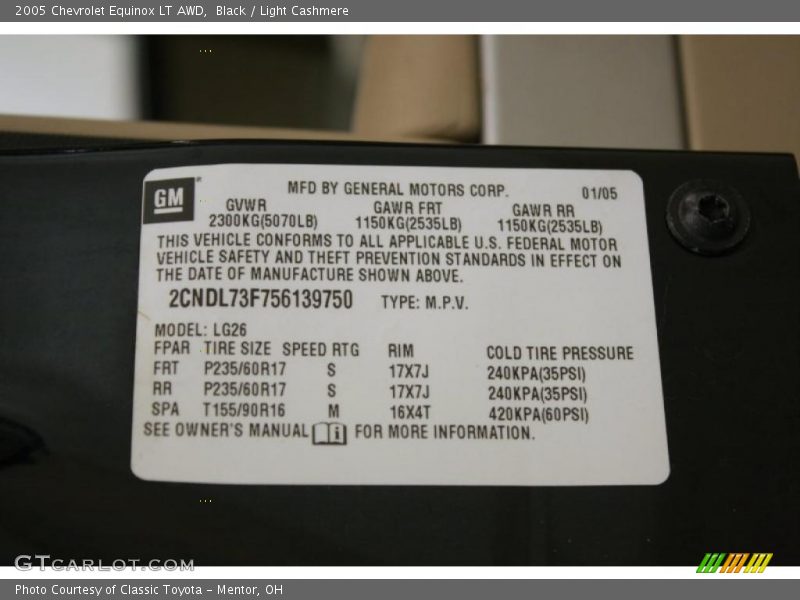 2005 Chevrolet Equinox LT AWD, Black / Light Cashmere
GM
MFD BY GENERAL MOTORS CORP. 01/05
GVWR GAWR FRT GAWR RR
2300KG(5070LB) 1150KG(2535LB) 1150KG(2535LB)
THIS VEHICLE CONFORMS TO ALL APPLICABLE U.S. FEDERAL MOTOR
VEHICLE SAFETY AND THEFT PREVENTION STANDARDS IN EFFECT ON
THE DATE OF MANUFACTURE SHOWN ABOVE.
2CNDL73F756139750 TYPE: M.P.V.
MODEL: LG26
FPAR TIRE SIZE SPEED RTG RIM COLD TIRE PRESSURE
FRT P235/60R17 S 17X7J 240KPA(35PSI)
RR P235/60R17 S 17X7J 240KPA(35PSI)
SPA T155/90R16 M 16X4T 420KPA(60PSI)
SEE OWNER'S MANUAL i FOR MORE INFORMATION.
GTCARLOT.COM
Photo Courtesy of Classic Toyota - Mentor, OH